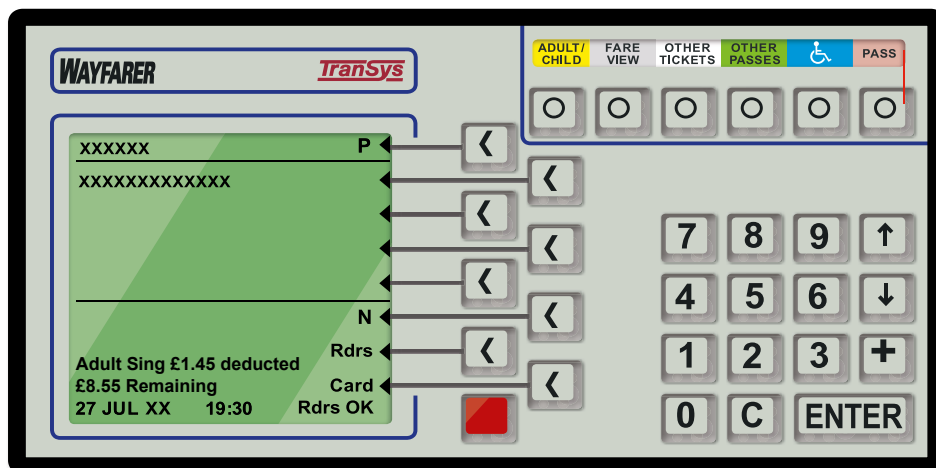 WAYFARER
TranSys
ADULT/ CHILD
FARE VIEW
OTHER TICKETS
OTHER PASSES
PASS
xxxxxx P
xxxxxxxxxxxxx
N
Rdrs
Adult Sing £1.45 deducted
£8.55 Remaining Card
27 JUL XX 19:30 Rdrs OK
7 8 9 ↑
4 5 6 ↓
1 2 3 +
0 C ENTER